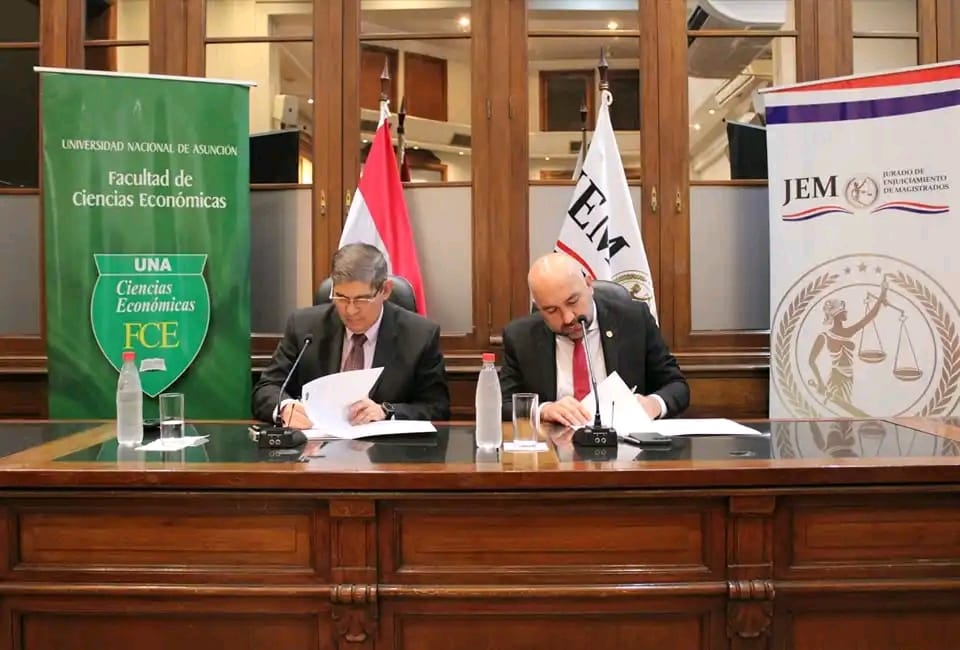 UNIVERSIDAD NACIONAL DE ASUNCIÓN
Facultad de
Ciencias Económicas
UNA
Ciencias
Económicas
FCE
JEM
JEM
JURADO DE
ENJUICIAMIENTO
DE MAGISTRADOS